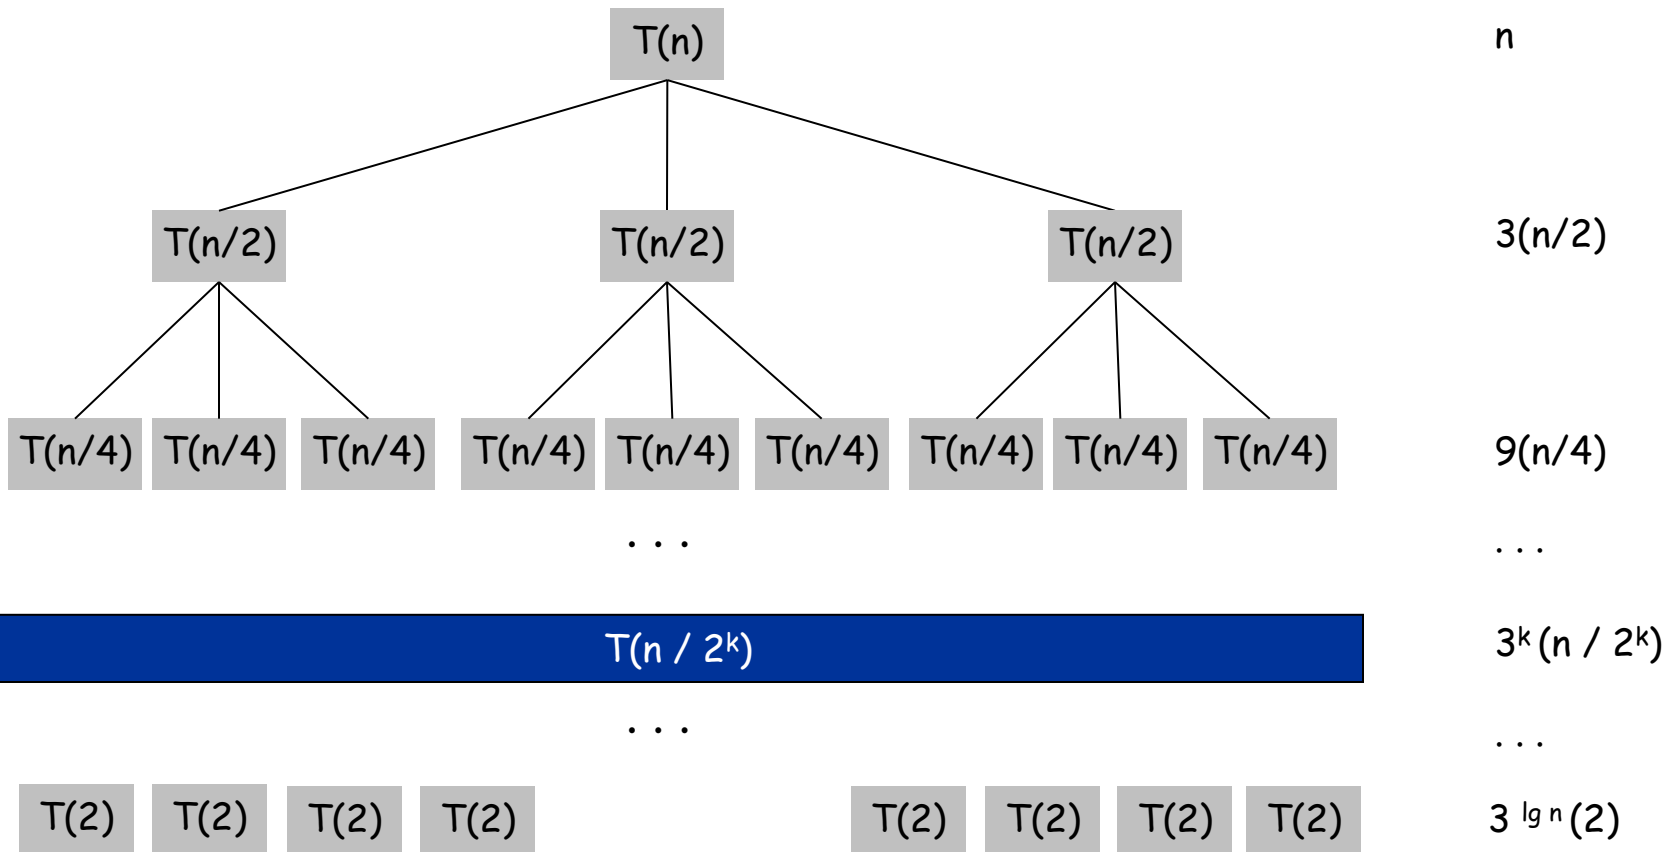 T(n) n
T(n/2) T(n/2) T(n/2) 3(n/2)
T(n/4) T(n/4) T(n/4) T(n/4) T(n/4) T(n/4) T(n/4) T(n/4) T(n/4) 9(n/4)
. . . . . .
T(n / 2ᵏ) 3ᵏ (n / 2ᵏ)
. . . . . .
T(2) T(2) T(2) T(2) T(2) T(2) T(2) T(2) 3 ˡᵍ ⁿ (2)